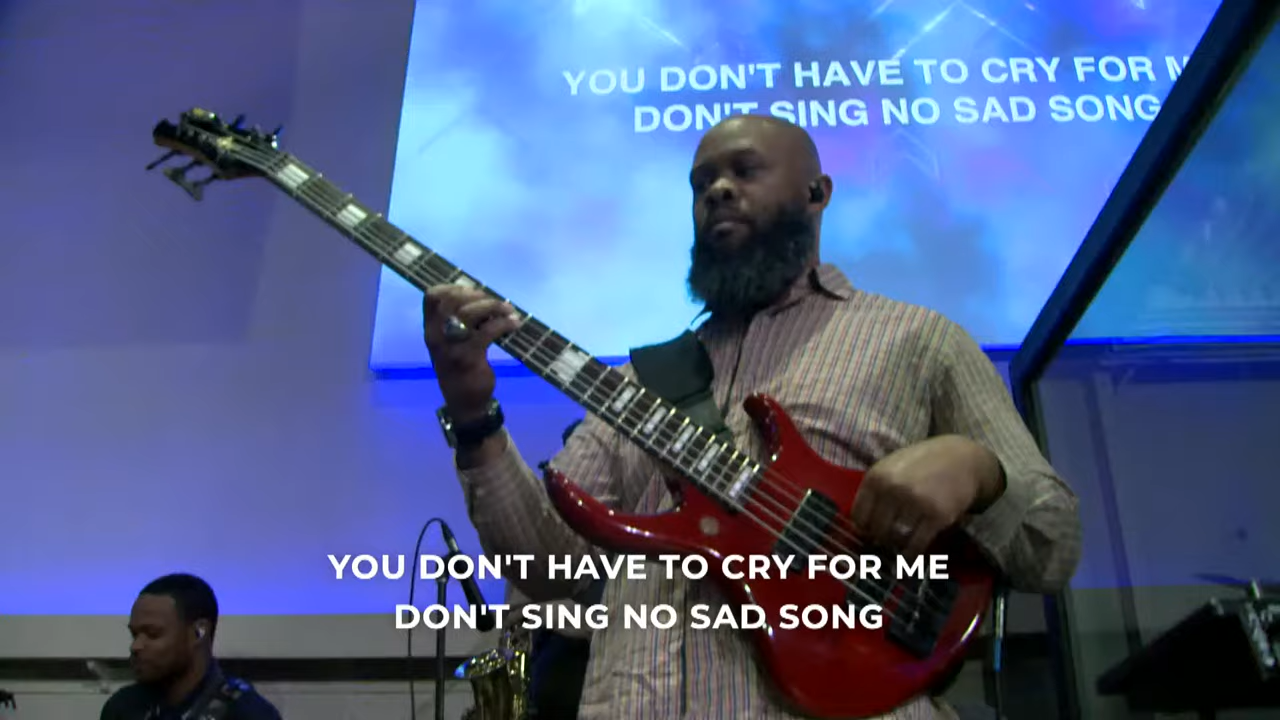 YOU DON'T HAVE TO CRY FOR
DON'T SING NO SAD SONG
YOU DON'T HAVE TO CRY FOR ME
DON'T SING NO SAD SONG